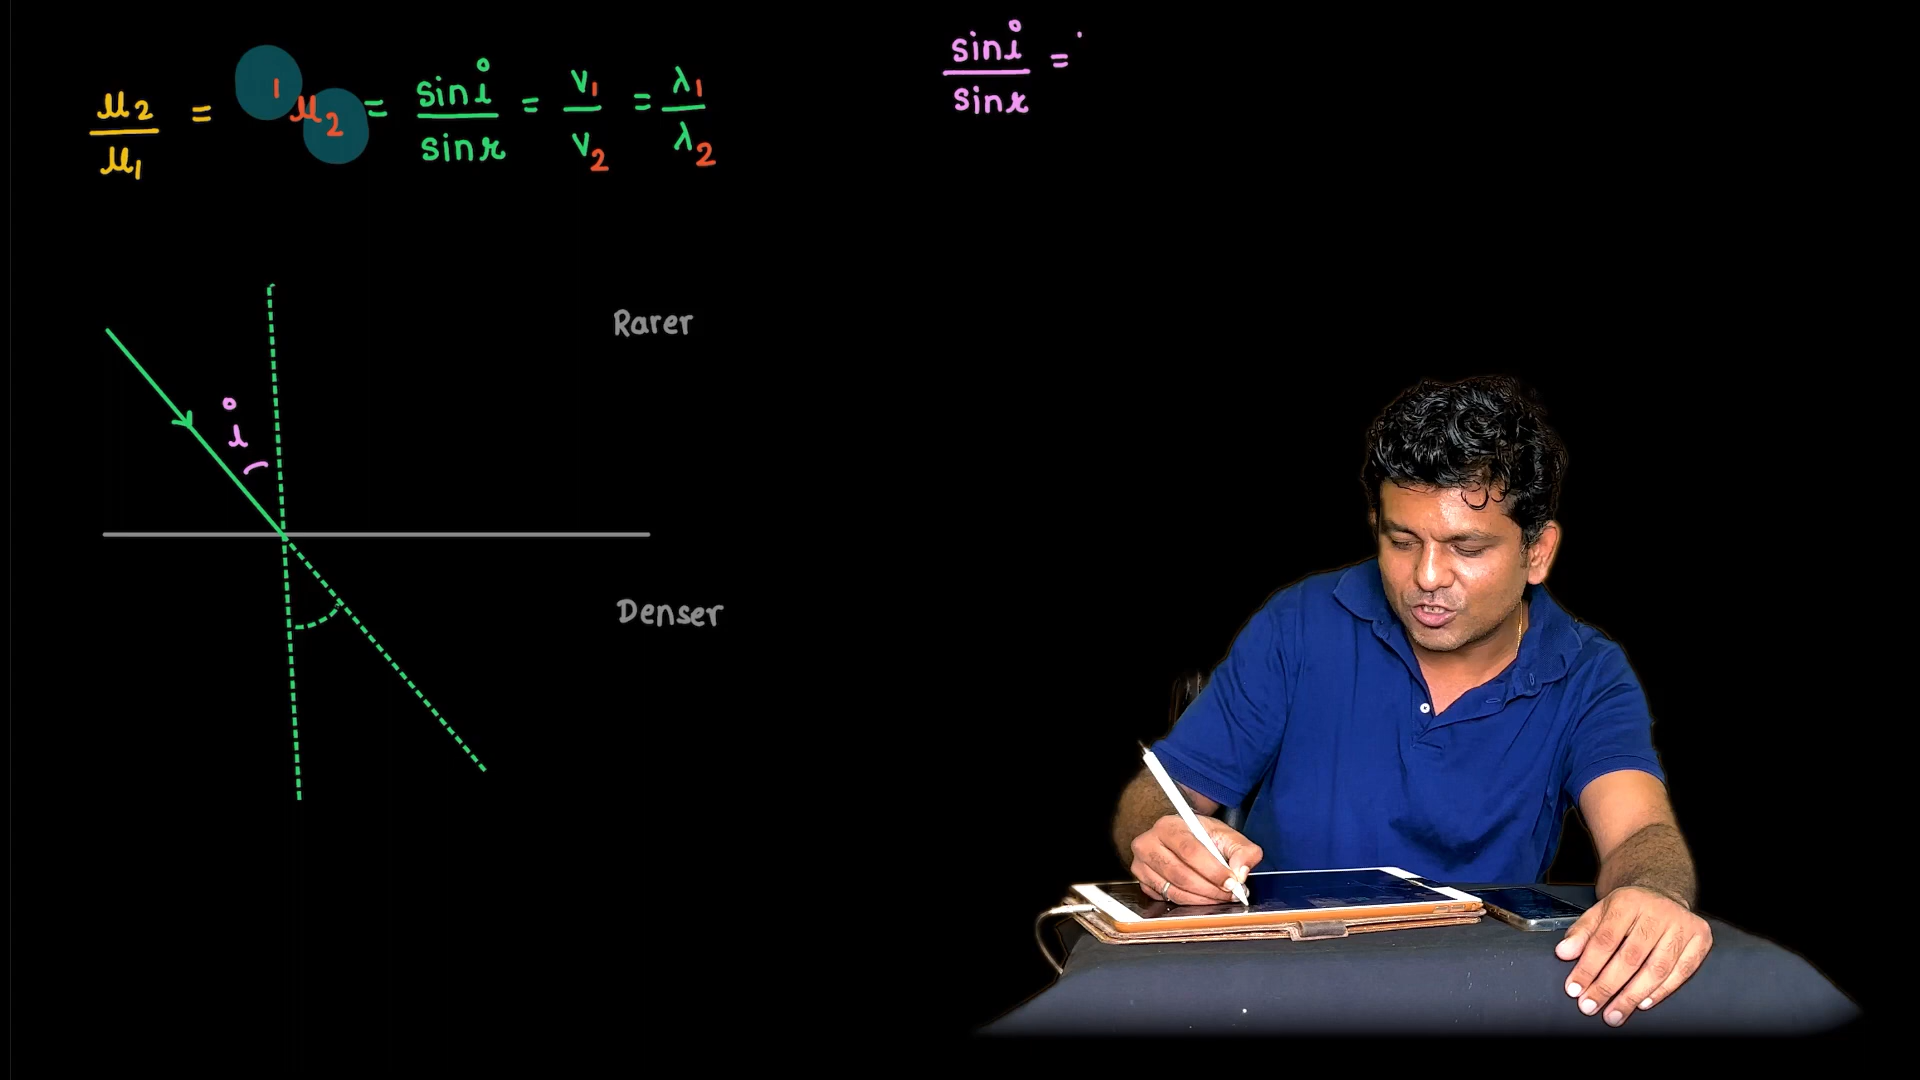 μ2/μ1 = ¹μ2 = sin i/sin r = v1/v2 = λ1/λ2
sin i/sin r =
Rarer
i
Denser